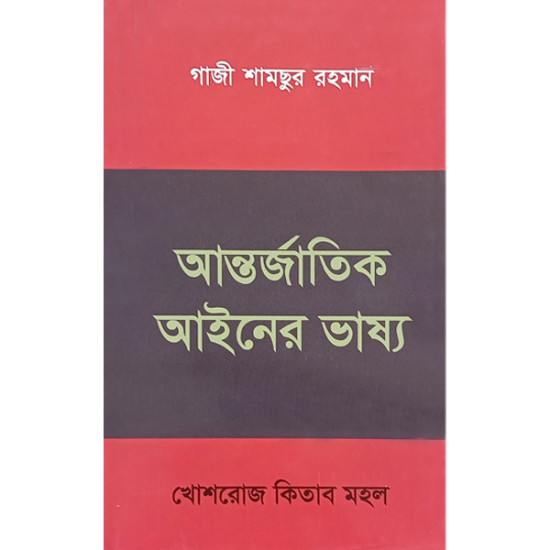 গাজী শামছুর রহমান
আন্তর্জাতিক
আইনের ভাষ্য
খোশরোজ কিতাব মহল